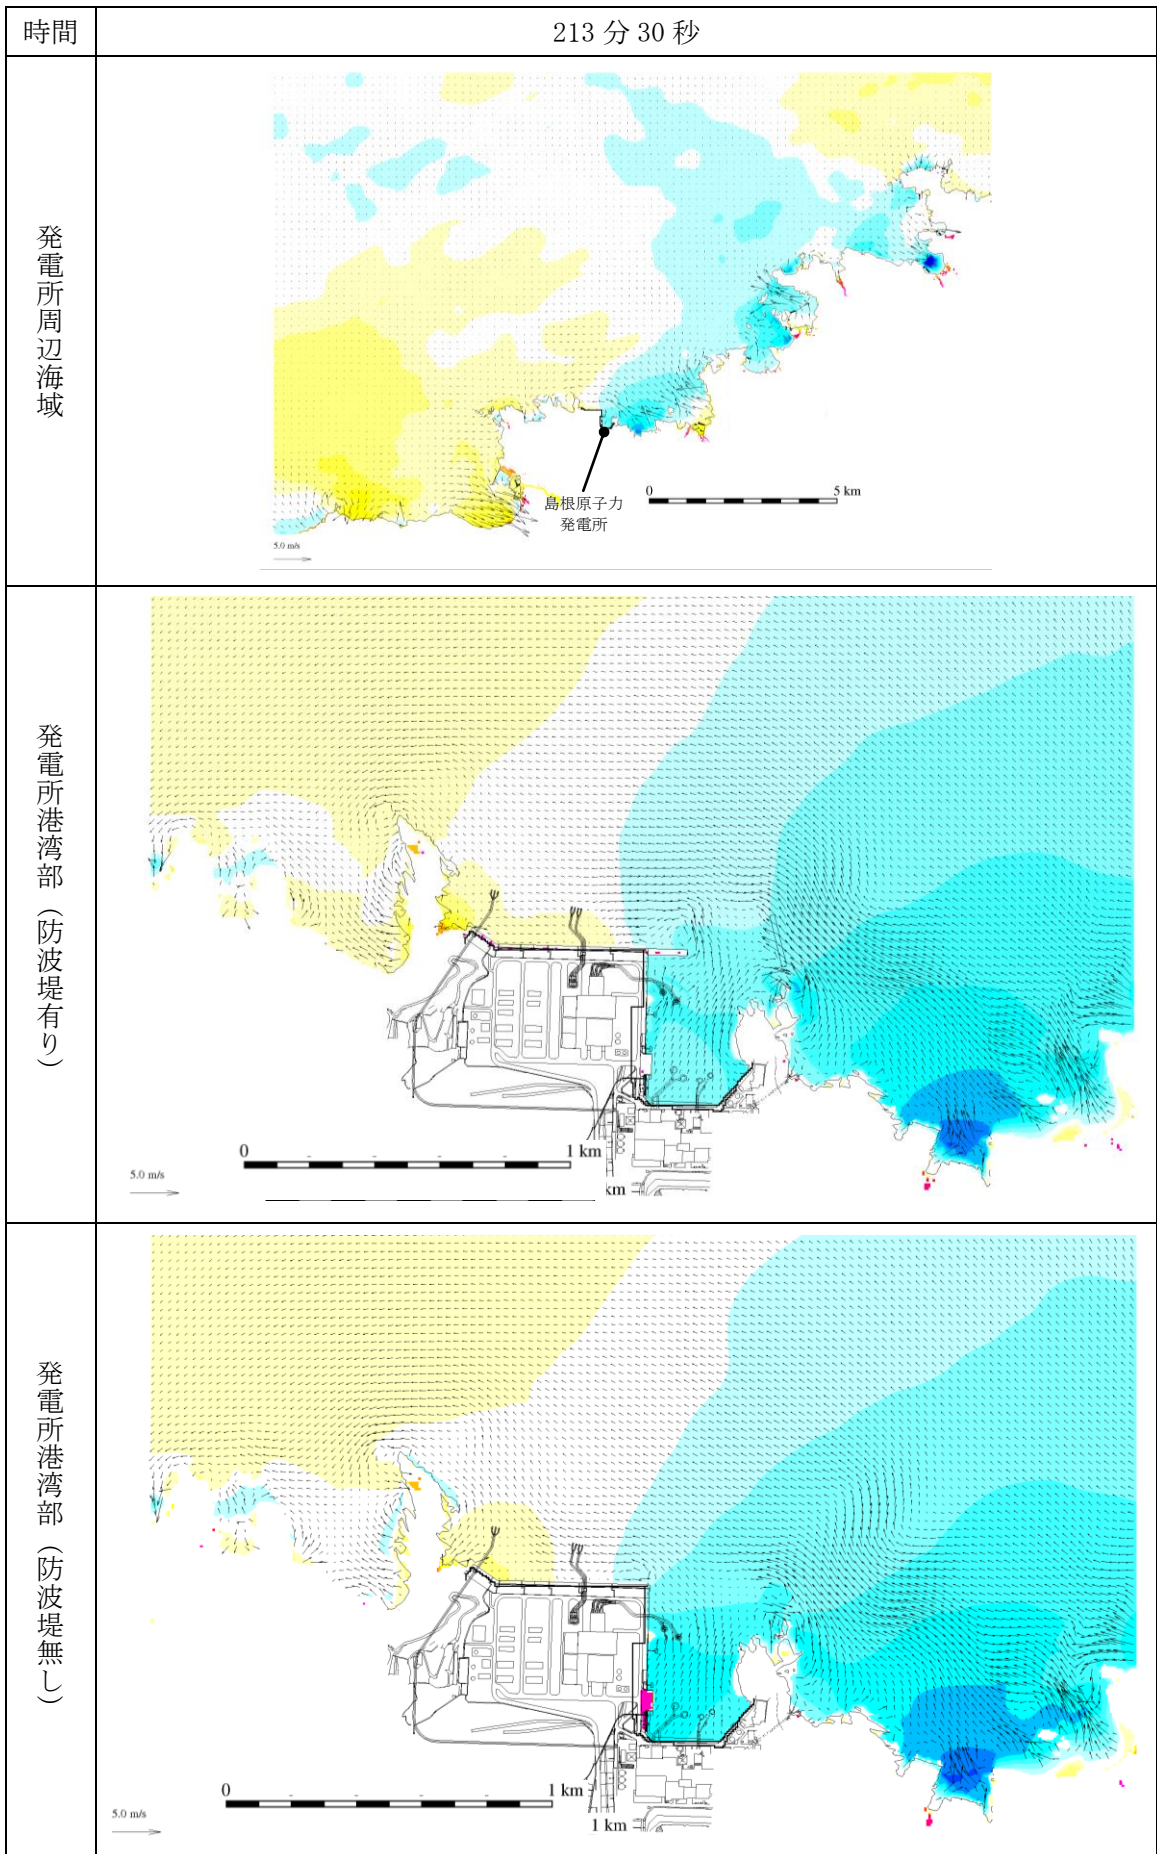 時間
213 分 30 秒
発電所周辺海域
島根原子力
発電所
0
5 km
5.0 m/s
発電所港湾部（防波堤有り）
0
1 km
5.0 m/s
km
発電所港湾部（防波堤無し）
0
1 km
5.0 m/s
1 km